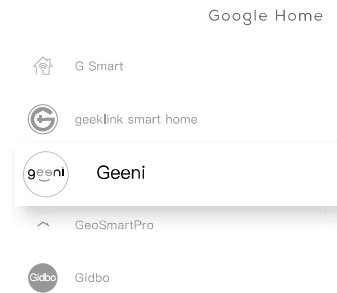 Google Home
G Smart
geeklink smart home
geeni
Geeni
GeoSmartPro
Gidbo
Gidbo